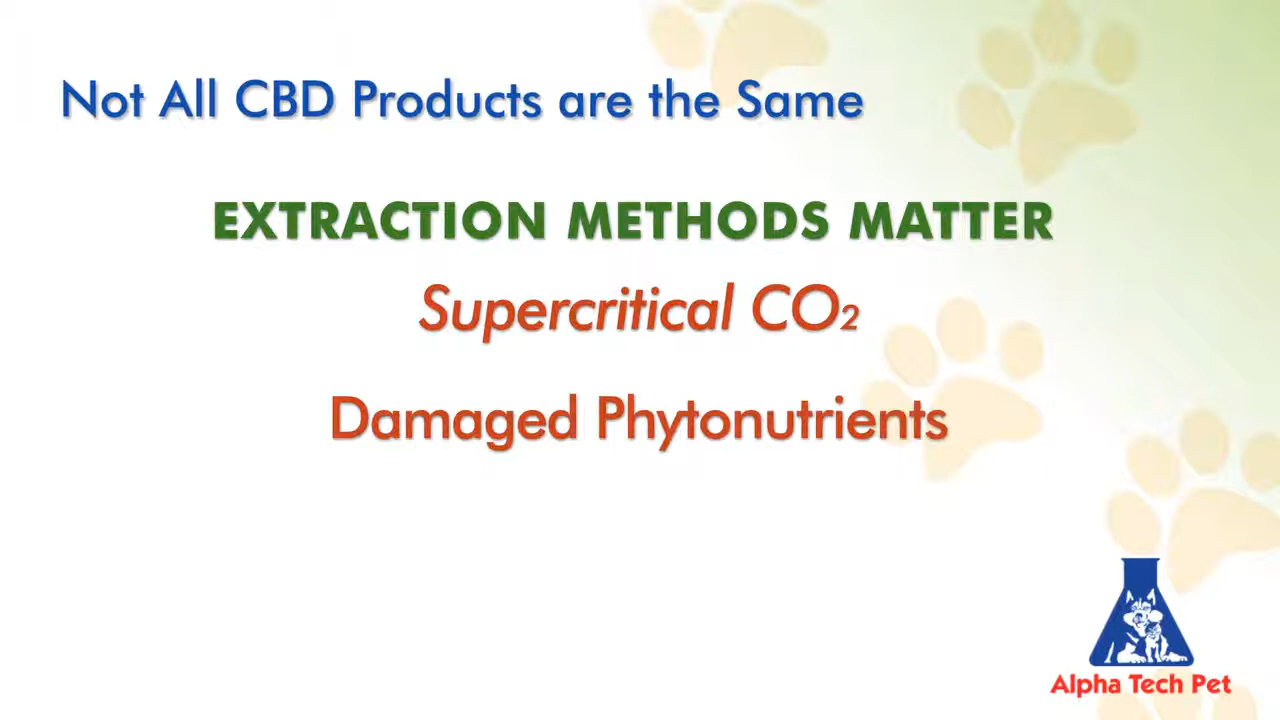 Not All CBD Products are the Same
EXTRACTION METHODS MATTER
Supercritical CO₂
Damaged Phytonutrients
Alpha Tech Pet